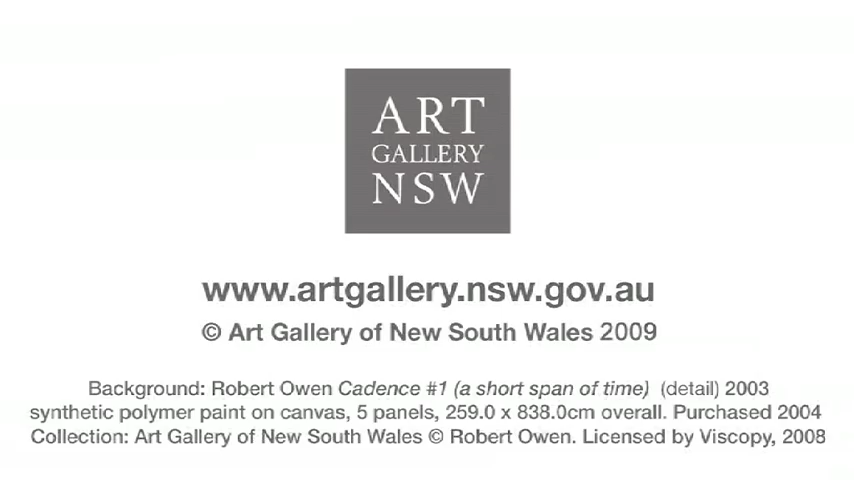 ART
GALLERY
NSW
www.artgallery.nsw.gov.au
© Art Gallery of New South Wales 2009
Background: Robert Owen Cadence #1 (a short span of time) (detail) 2003
synthetic polymer paint on canvas, 5 panels, 259.0 x 838.0cm overall. Purchased 2004
Collection: Art Gallery of New South Wales © Robert Owen. Licensed by Viscopy, 2008